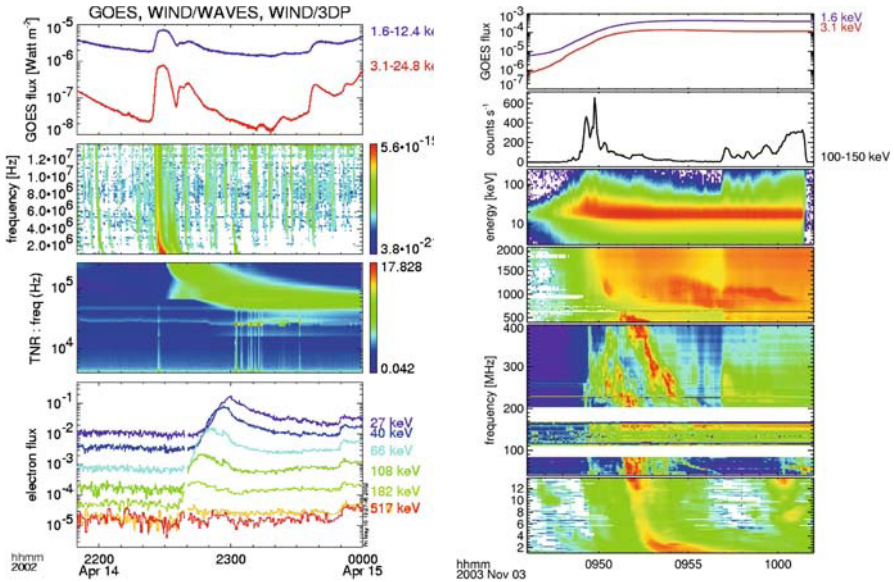 GOES, WIND/WAVES, WIND/3DP
GOES flux [Watt m⁻²]
10⁻⁵
10⁻⁶
10⁻⁷
10⁻⁸
1.6-12.4 ke
3.1-24.8 ke
frequency [Hz]
1.2•10⁷
1.0•10⁷
8.0•10⁶
6.0•10⁶
4.0•10⁶
2.0•10⁶
5.6•10⁻¹⁵
3.8•10⁻²
TNR : freq (Hz)
10⁵
10⁴
17.828
0.042
electron flux
10⁻¹
10⁻²
10⁻³
10⁻⁴
10⁻⁵
27 keV
40 keV
66 keV
108 keV
182 keV
517 keV
hhmm
2002
2200
Apr 14
2300
0000
Apr 15
GOES flux
10⁻³
10⁻⁴
10⁻⁵
10⁻⁶
10⁻⁷
1.6 keV
3.1 keV
counts s⁻¹
600
400
200
0
100-150 keV
energy [keV]
100
10
2000
1500
1000
500
frequency [MHz]
400
300
200
100
12
10
8
6
4
2
hhmm
2003 Nov 03
0950
0955
1000